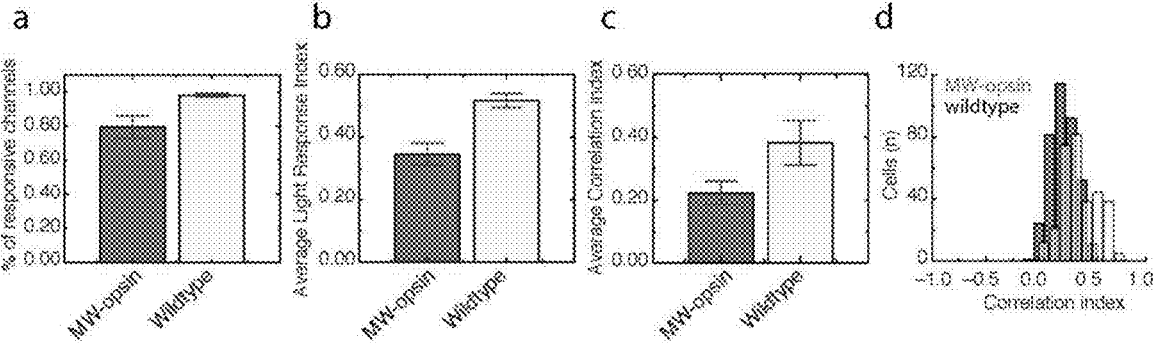 a
% of responsive channels
1.00
0.80
0.60
0.40
0.20
0.00
MW-opsin
Wildtype
b
Average Light Response Index
0.60
0.40
0.20
0.00
MW-opsin
Wildtype
c
Average Correlation index
0.60
0.40
0.20
0.00
MW-opsin
Wildtype
d
MW-opsin
wildtype
Cells (n)
120
80
40
0
-1.0 -0.5 0.0 0.5 1.0
Correlation index